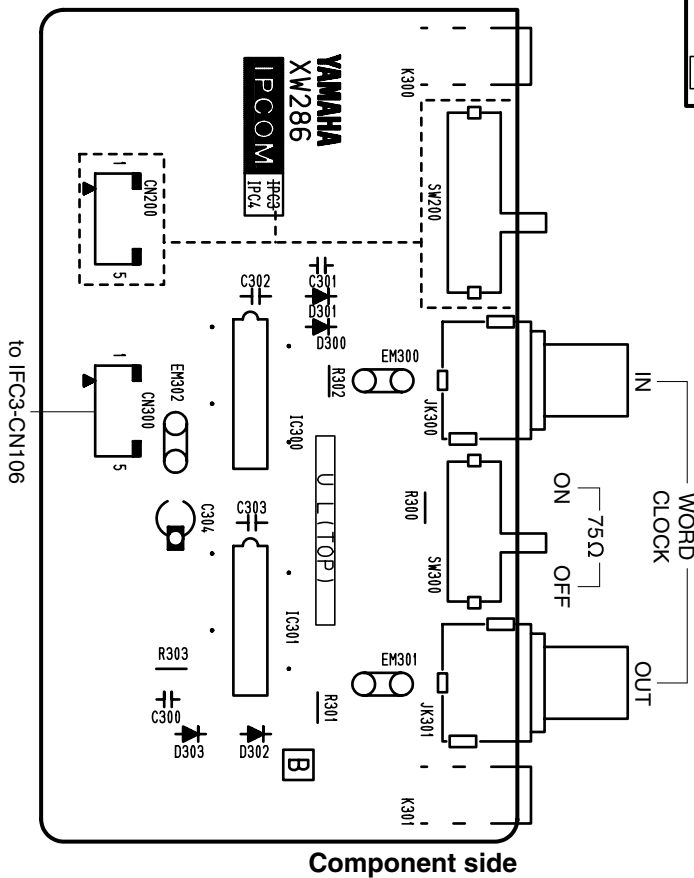 YAMAHA
XW286
IPCOM
IPC3
IPC4
K300
SW200
1
CN200
5
C302
C301
D301
D300
EM300
R302
JK300
IN
WORD
CLOCK
1
CN300
5
EM302
IC300
to IFC3-CN106
U L(TOP)
R300
SW300
ON
75Ω
OFF
C304
C303
IC301
EM301
R303
C300
D303
D302
R301
JK301
OUT
B
K301
Component side